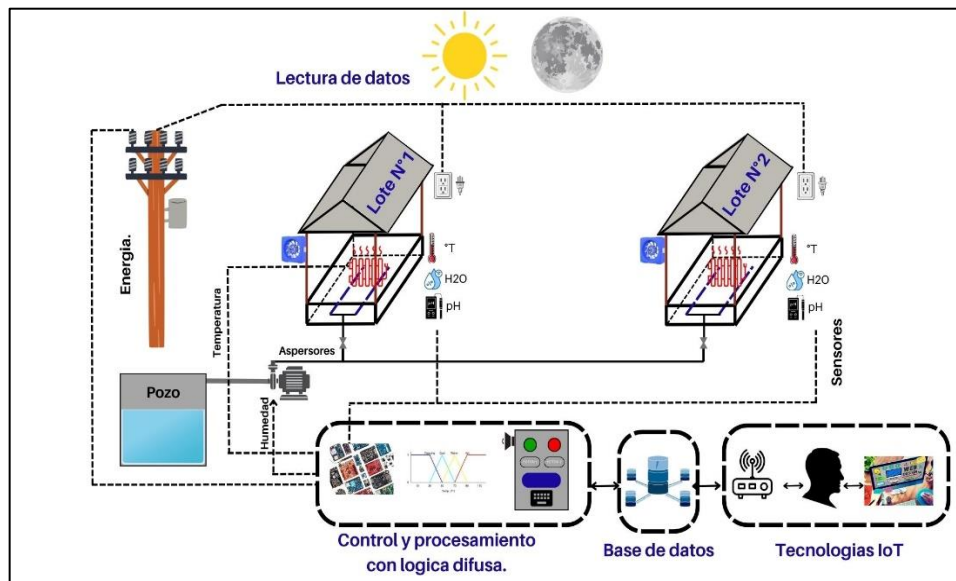 Lectura de datos
Energia.
Lote N°1
Lote N°2
°T
H2O
pH
°T
H2O
pH
Temperatura
Aspersores
Sensores
Pozo
Humedad
Control y procesamiento
con logica difusa.
Base de datos
Tecnologias IoT